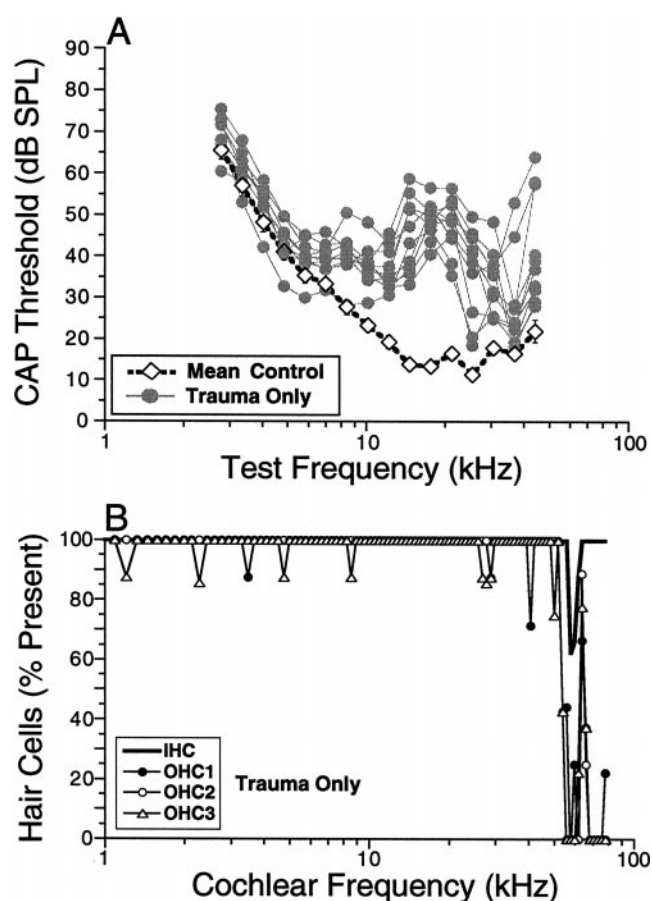 A
CAP Threshold (dB SPL)
90
80
70
60
50
40
30
20
10
0
Mean Control
Trauma Only
1
10
100
Test Frequency (kHz)
B
Hair Cells (% Present)
100
80
60
40
20
0
IHC
OHC1
OHC2
OHC3
Trauma Only
1
10
100
Cochlear Frequency (kHz)